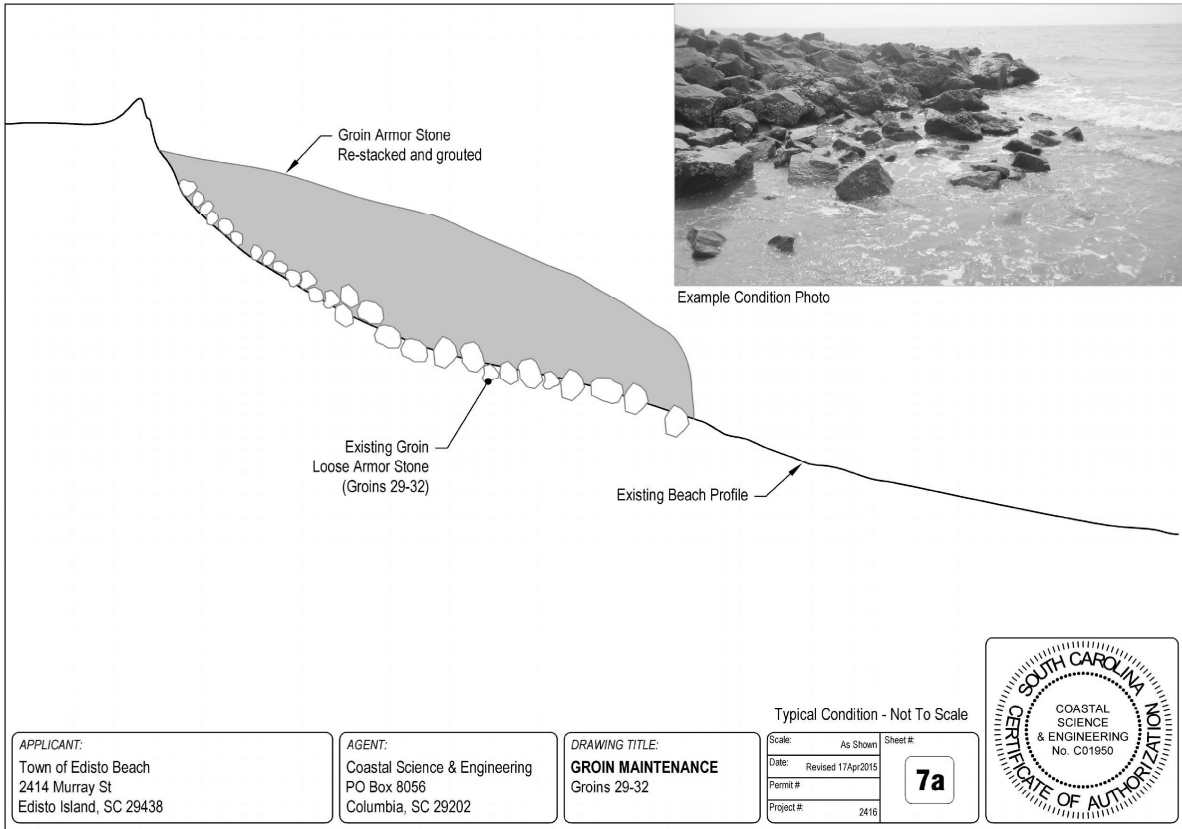 Groin Armor Stone
Re-stacked and grouted
Example Condition Photo
Existing Groin
Loose Armor Stone
(Groins 29-32)
Existing Beach Profile
Typical Condition - Not To Scale
APPLICANT:
Town of Edisto Beach
2414 Murray St
Edisto Island, SC 29438
AGENT:
Coastal Science & Engineering
PO Box 8056
Columbia, SC 29202
DRAWING TITLE:
GROIN MAINTENANCE
Groins 29-32
Scale: As Shown
Date: Revised 17Apr2015
Permit #
Project #: 2416
Sheet #:
7a
SOUTH CAROLINA
COASTAL
SCIENCE
& ENGINEERING
No. C01950
CERTIFICATE OF AUTHORIZATION